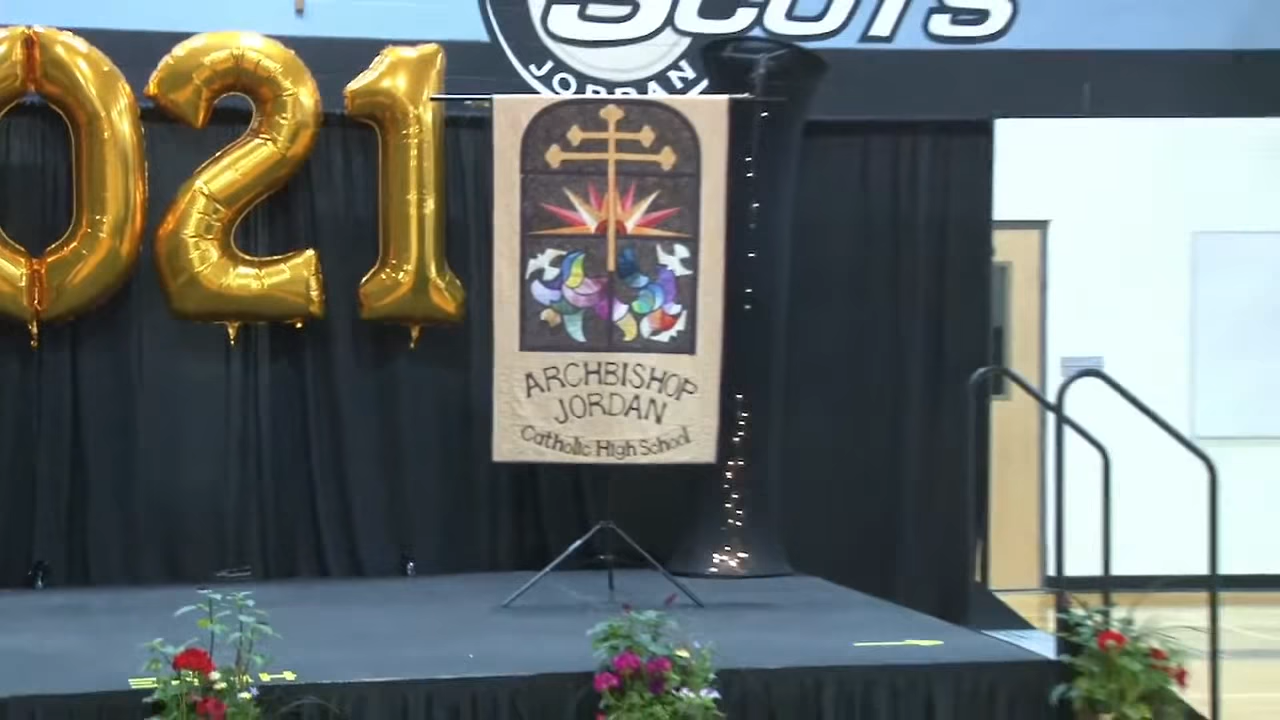 SCOTS
JORDAN
021
ARCHBISHOP
JORDAN
Catholic High School